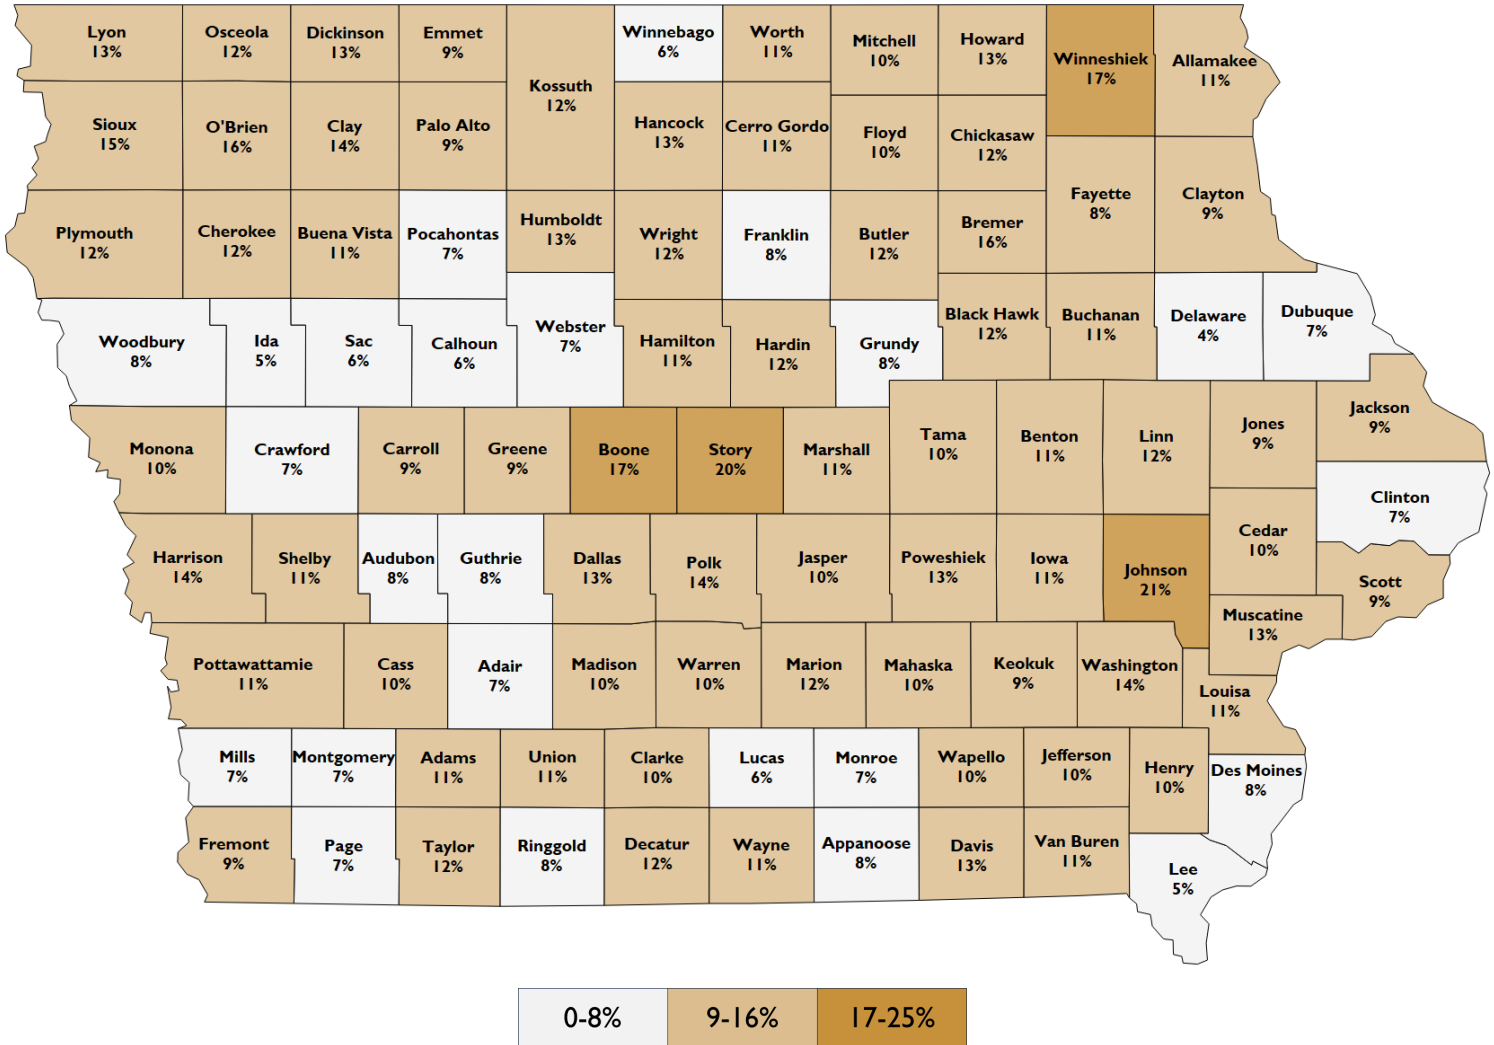 Lyon
13%
Osceola
12%
Dickinson
13%
Emmet
9%
Kossuth
12%
Winnebago
6%
Worth
11%
Mitchell
10%
Howard
13%
Winneshiek
17%
Allamakee
11%
Sioux
15%
O'Brien
16%
Clay
14%
Palo Alto
9%
Hancock
13%
Cerro Gordo
11%
Floyd
10%
Chickasaw
12%
Fayette
8%
Clayton
9%
Plymouth
12%
Cherokee
12%
Buena Vista
11%
Pocahontas
7%
Humboldt
13%
Wright
12%
Franklin
8%
Butler
12%
Bremer
16%
Woodbury
8%
Ida
5%
Sac
6%
Calhoun
6%
Webster
7%
Hamilton
11%
Hardin
12%
Grundy
8%
Black Hawk
12%
Buchanan
11%
Delaware
4%
Dubuque
7%
Monona
10%
Crawford
7%
Carroll
9%
Greene
9%
Boone
17%
Story
20%
Marshall
11%
Tama
10%
Benton
11%
Linn
12%
Jones
9%
Jackson
9%
Clinton
7%
Harrison
14%
Shelby
11%
Audubon
8%
Guthrie
8%
Dallas
13%
Polk
14%
Jasper
10%
Poweshiek
13%
Iowa
11%
Johnson
21%
Cedar
10%
Scott
9%
Muscatine
13%
Pottawattamie
11%
Cass
10%
Adair
7%
Madison
10%
Warren
10%
Marion
12%
Mahaska
10%
Keokuk
9%
Washington
14%
Louisa
11%
Mills
7%
Montgomery
7%
Adams
11%
Union
11%
Clarke
10%
Lucas
6%
Monroe
7%
Wapello
10%
Jefferson
10%
Henry
10%
Des Moines
8%
Fremont
9%
Page
7%
Taylor
12%
Ringgold
8%
Decatur
12%
Wayne
11%
Appanoose
8%
Davis
13%
Van Buren
11%
Lee
5%
0-8%
9-16%
17-25%